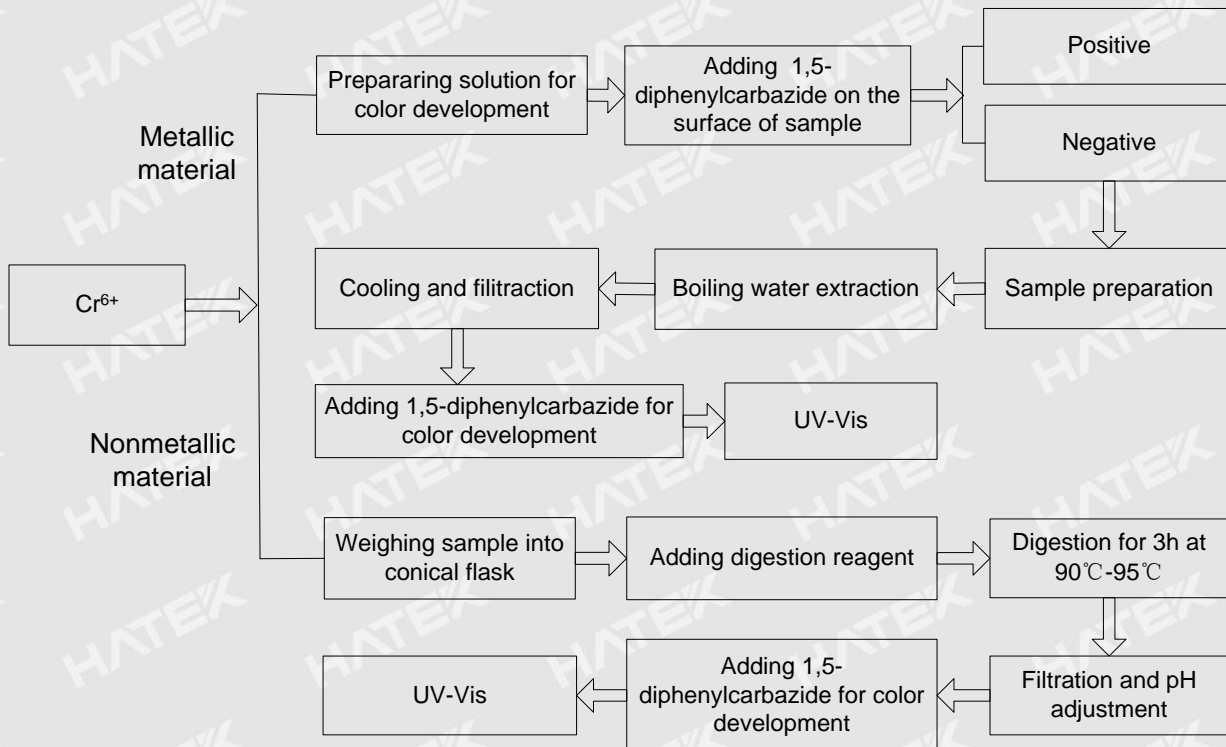 Prepararing solution for
color development
Adding 1,5-
diphenylcarbazide on the
surface of sample
Positive
Negative
Metallic
material
Cr⁶⁺
Cooling and filitraction
Boiling water extraction
Sample preparation
Adding 1,5-diphenylcarbazide for
color development
UV-Vis
Nonmetallic
material
Weighing sample into
conical flask
Adding digestion reagent
Digestion for 3h at
90℃-95℃
UV-Vis
Adding 1,5-
diphenylcarbazide for color
development
Filtration and pH
adjustment
HATEK